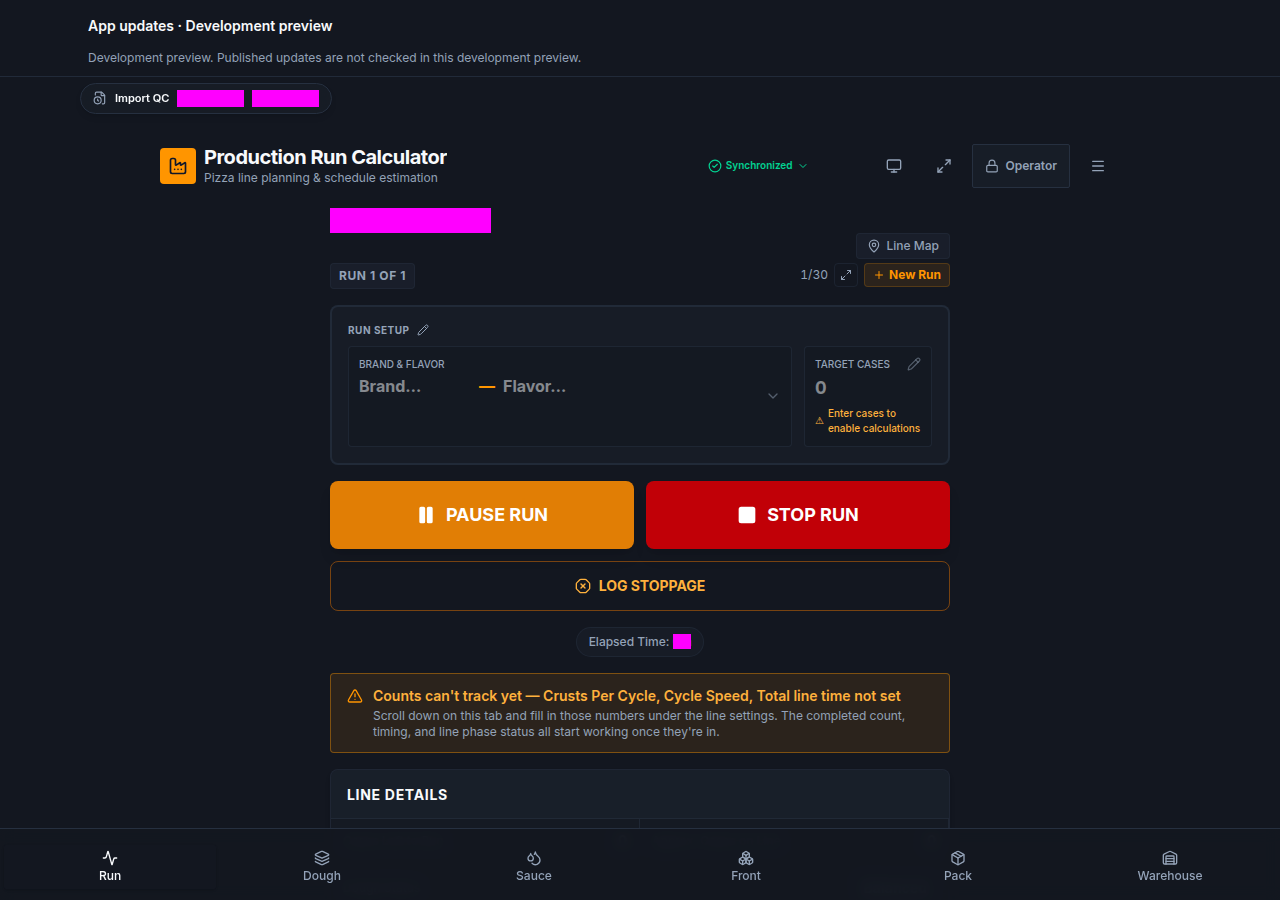 App updates · Development preview
Development preview. Published updates are not checked in this development preview.
Import QC
Production Run Calculator
Pizza line planning & schedule estimation
Synchronized
Operator
Line Map
RUN 1 OF 1
1/30
New Run
RUN SETUP
BRAND & FLAVOR
Brand...
—
Flavor...
TARGET CASES
0
Enter cases to
enable calculations
PAUSE RUN
STOP RUN
LOG STOPPAGE
Elapsed Time:
Counts can't track yet — Crusts Per Cycle, Cycle Speed, Total line time not set
Scroll down on this tab and fill in those numbers under the line settings. The completed count,
timing, and line phase status all start working once they're in.
LINE DETAILS
Run
Dough
Sauce
Front
Pack
Warehouse